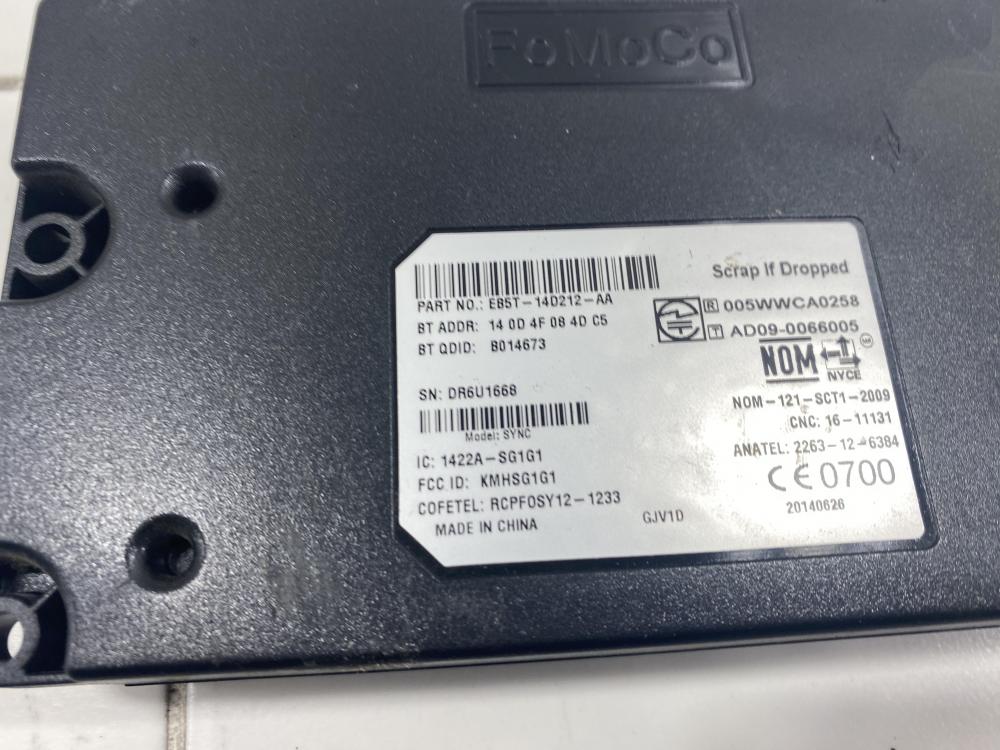 FoMoCo
Scrap If Dropped
PART NO.: EB5T-14D212-AA
BT ADDR: 14 0D 4F 08 4D C5
BT QDID: B014673
R 005WWCA0258
T AD09-0066005
NOM
NYCE
SN: DR6U1668
Model: SYNC
NOM-121-SCT1-2009
CNC: 16-11131
ANATEL: 2263-12-6384
IC: 1422A-SG1G1
FCC ID: KMHSG1G1
COFETEL: RCPFOSY12-1233
MADE IN CHINA
GJV1D
CE 0700
20140626